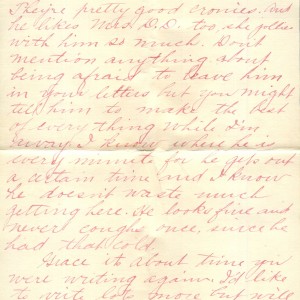 They're pretty good cronies. And
he likes Mrs. D.D. too, she jollies
with him so much. Don't
mention anything about
being afraid to leave him
in your letters but you might
tell him to make the best
of everything while I'm
away. I know where he is
every minute for he gets out
a certain time and I know
he doesn't waste much
getting here. He looks fine and
never coughs once, since he
had that cold.
Grace it about time you
were writing again. I'd like
to write lots more but will